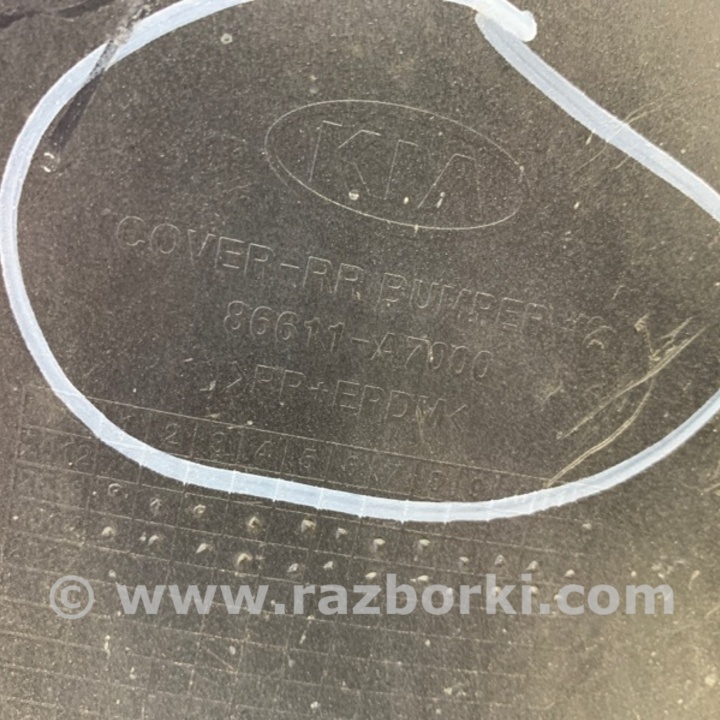 KIA
COVER-RR BUMPER
86611-A7000
>PP+EPDM<
2 3 4 5 6 7 8 9
© www.razborki.com